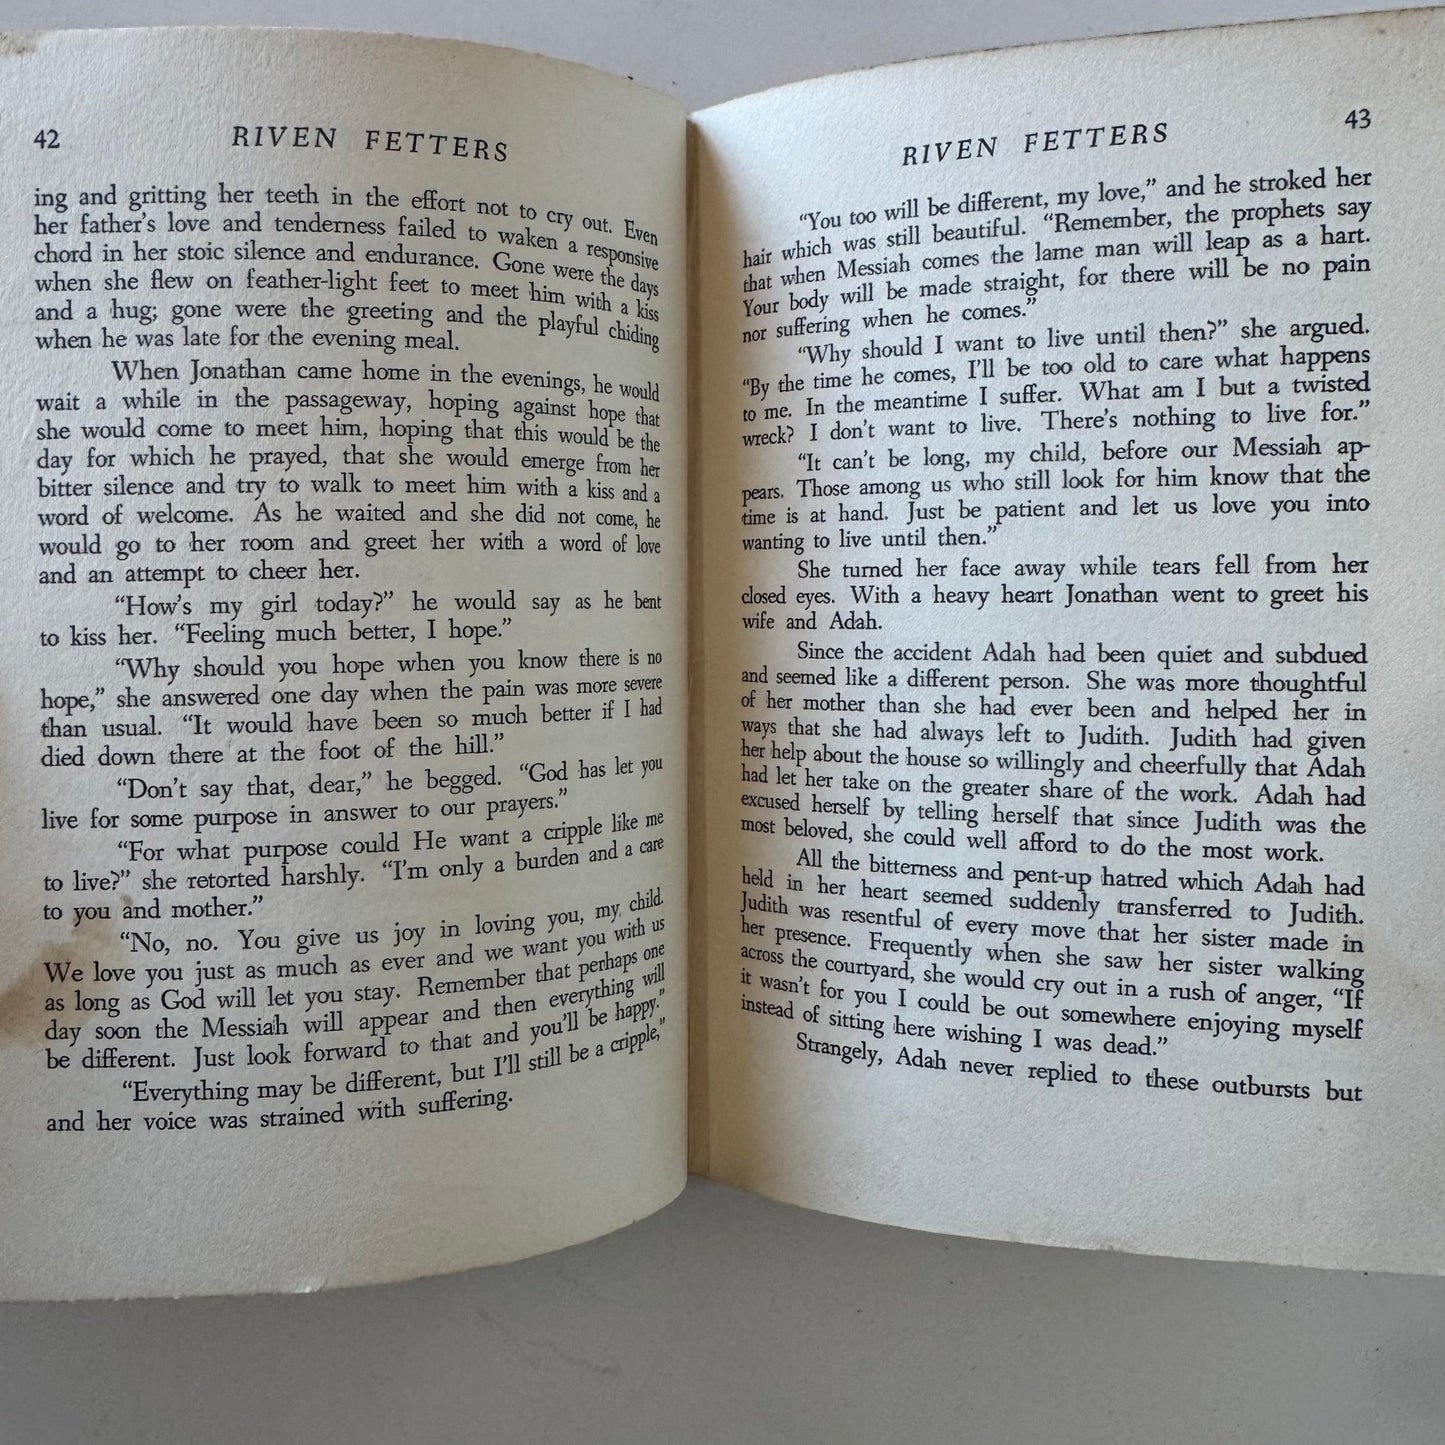 42
RIVEN FETTERS
ing and gritting her teeth in the effort not to cry out. Even
her father's love and tenderness failed to waken a responsive
chord in her stoic silence and endurance. Gone were the days
when she flew on feather-light feet to meet him with a kiss
and a hug; gone were the greeting and the playful chiding
when he was late for the evening meal.
When Jonathan came home in the evenings, he would
wait a while in the passageway, hoping against hope that
she would come to meet him, hoping that this would be the
day for which he prayed, that she would emerge from her
bitter silence and try to walk to meet him with a kiss and a
word of welcome. As he waited and she did not come, he
would go to her room and greet her with a word of love
and an attempt to cheer her.
“How's my girl today?” he would say as he bent
to kiss her. “Feeling much better, I hope.”
“Why should you hope when you know there is no
hope,” she answered one day when the pain was more severe
than usual. “It would have been so much better if I had
died down there at the foot of the hill.”
“Don't say that, dear,” he begged. “God has let you
live for some purpose in answer to our prayers.”
“For what purpose could He want a cripple like me
to live?” she retorted harshly. “I'm only a burden and a care
to you and mother.”
“No, no. You give us joy in loving you, my child.
We love you just as much as ever and we want you with us
as long as God will let you stay. Remember that perhaps one
day soon the Messiah will appear and then everything will
be different. Just look forward to that and you'll be happy.”
“Everything may be different, but I'll still be a cripple,”
and her voice was strained with suffering.
RIVEN FETTERS
43
“You too will be different, my love,” and he stroked her
hair which was still beautiful. “Remember, the prophets say
that when Messiah comes the lame man will leap as a hart.
Your body will be made straight, for there will be no pain
nor suffering when he comes.”
“Why should I want to live until then?” she argued.
“By the time he comes, I'll be too old to care what happens
to me. In the meantime I suffer. What am I but a twisted
wreck? I don't want to live. There's nothing to live for.”
“It can't be long, my child, before our Messiah ap-
pears. Those among us who still look for him know that the
time is at hand. Just be patient and let us love you into
wanting to live until then.”
She turned her face away while tears fell from her
closed eyes. With a heavy heart Jonathan went to greet his
wife and Adah.
Since the accident Adah had been quiet and subdued
and seemed like a different person. She was more thoughtful
of her mother than she had ever been and helped her in
ways that she had always left to Judith. Judith had given
her help about the house so willingly and cheerfully that Adah
had let her take on the greater share of the work. Adah had
excused herself by telling herself that since Judith was the
most beloved, she could well afford to do the most work.
All the bitterness and pent-up hatred which Adah had
held in her heart seemed suddenly transferred to Judith.
Judith was resentful of every move that her sister made in
her presence. Frequently when she saw her sister walking
across the courtyard, she would cry out in a rush of anger, “If
it wasn't for you I could be out somewhere enjoying myself
instead of sitting here wishing I was dead.”
Strangely, Adah never replied to these outbursts but